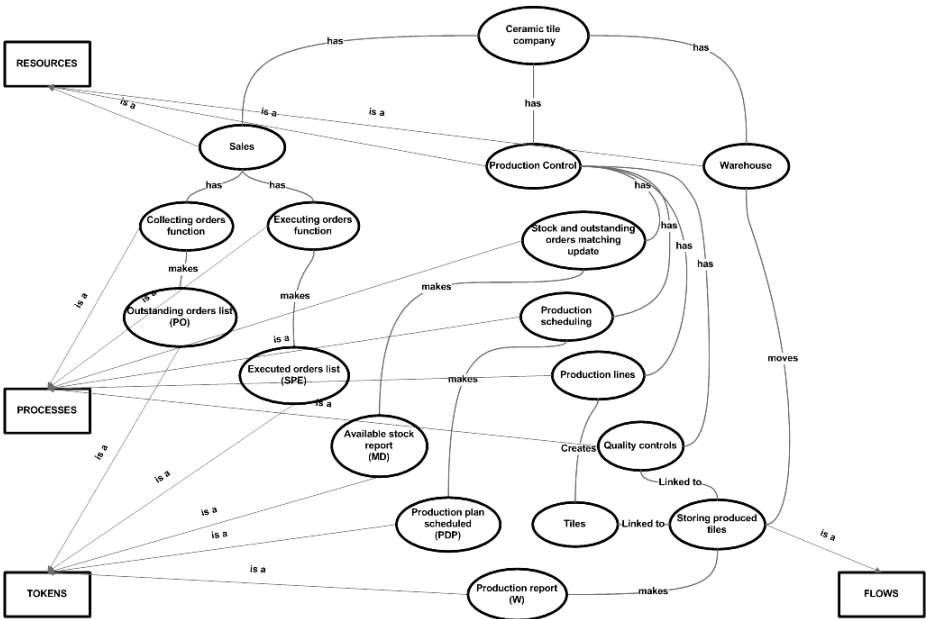 Ceramic tile
company
has
has
RESOURCES
has
is a
is a
is a
Sales
Production Control
Warehouse
has
has
has
Collecting orders
function
Executing orders
function
Stock and outstanding
orders matching
update
has
has
has
makes
makes
makes
is a
is a
Outstanding orders list
(PO)
Production
scheduling
is a
moves
Executed orders list
(SPE)
makes
Production lines
PROCESSES
is a
Available stock
report
(MD)
Creates
Quality controls
is a
is a
Linked to
is a
Production plan
scheduled
(PDP)
Tiles
Linked to
Storing produced
tiles
is a
is a
is a
TOKENS
Production report
(W)
makes
FLOWS